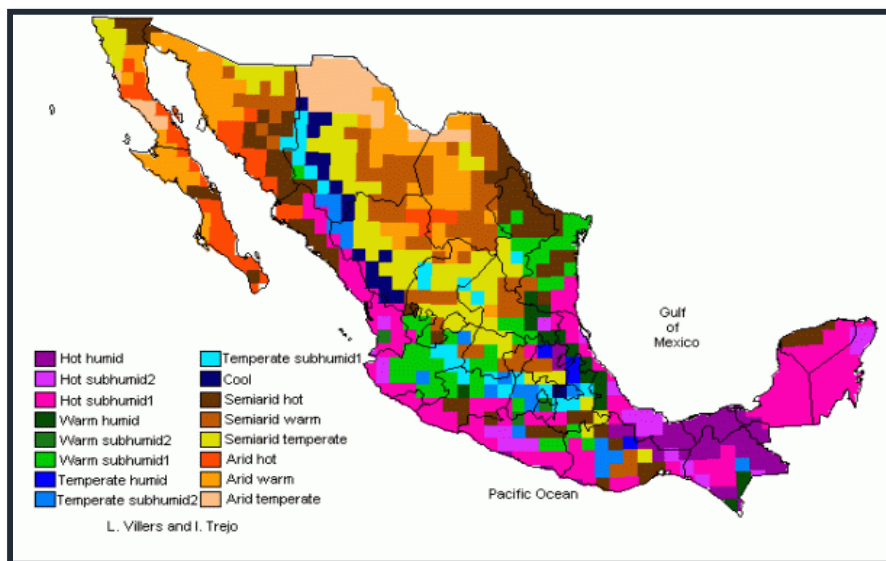 Gulf
of
Mexico
Hot humid
Hot subhumid2
Hot subhumid1
Warm humid
Warm subhumid2
Warm subhumid1
Temperate humid
Temperate subhumid2
Temperate subhumid1
Cool
Semiarid hot
Semiarid warm
Semiarid temperate
Arid hot
Arid warm
Arid temperate
Pacific Ocean
L. Villers and I. Trejo